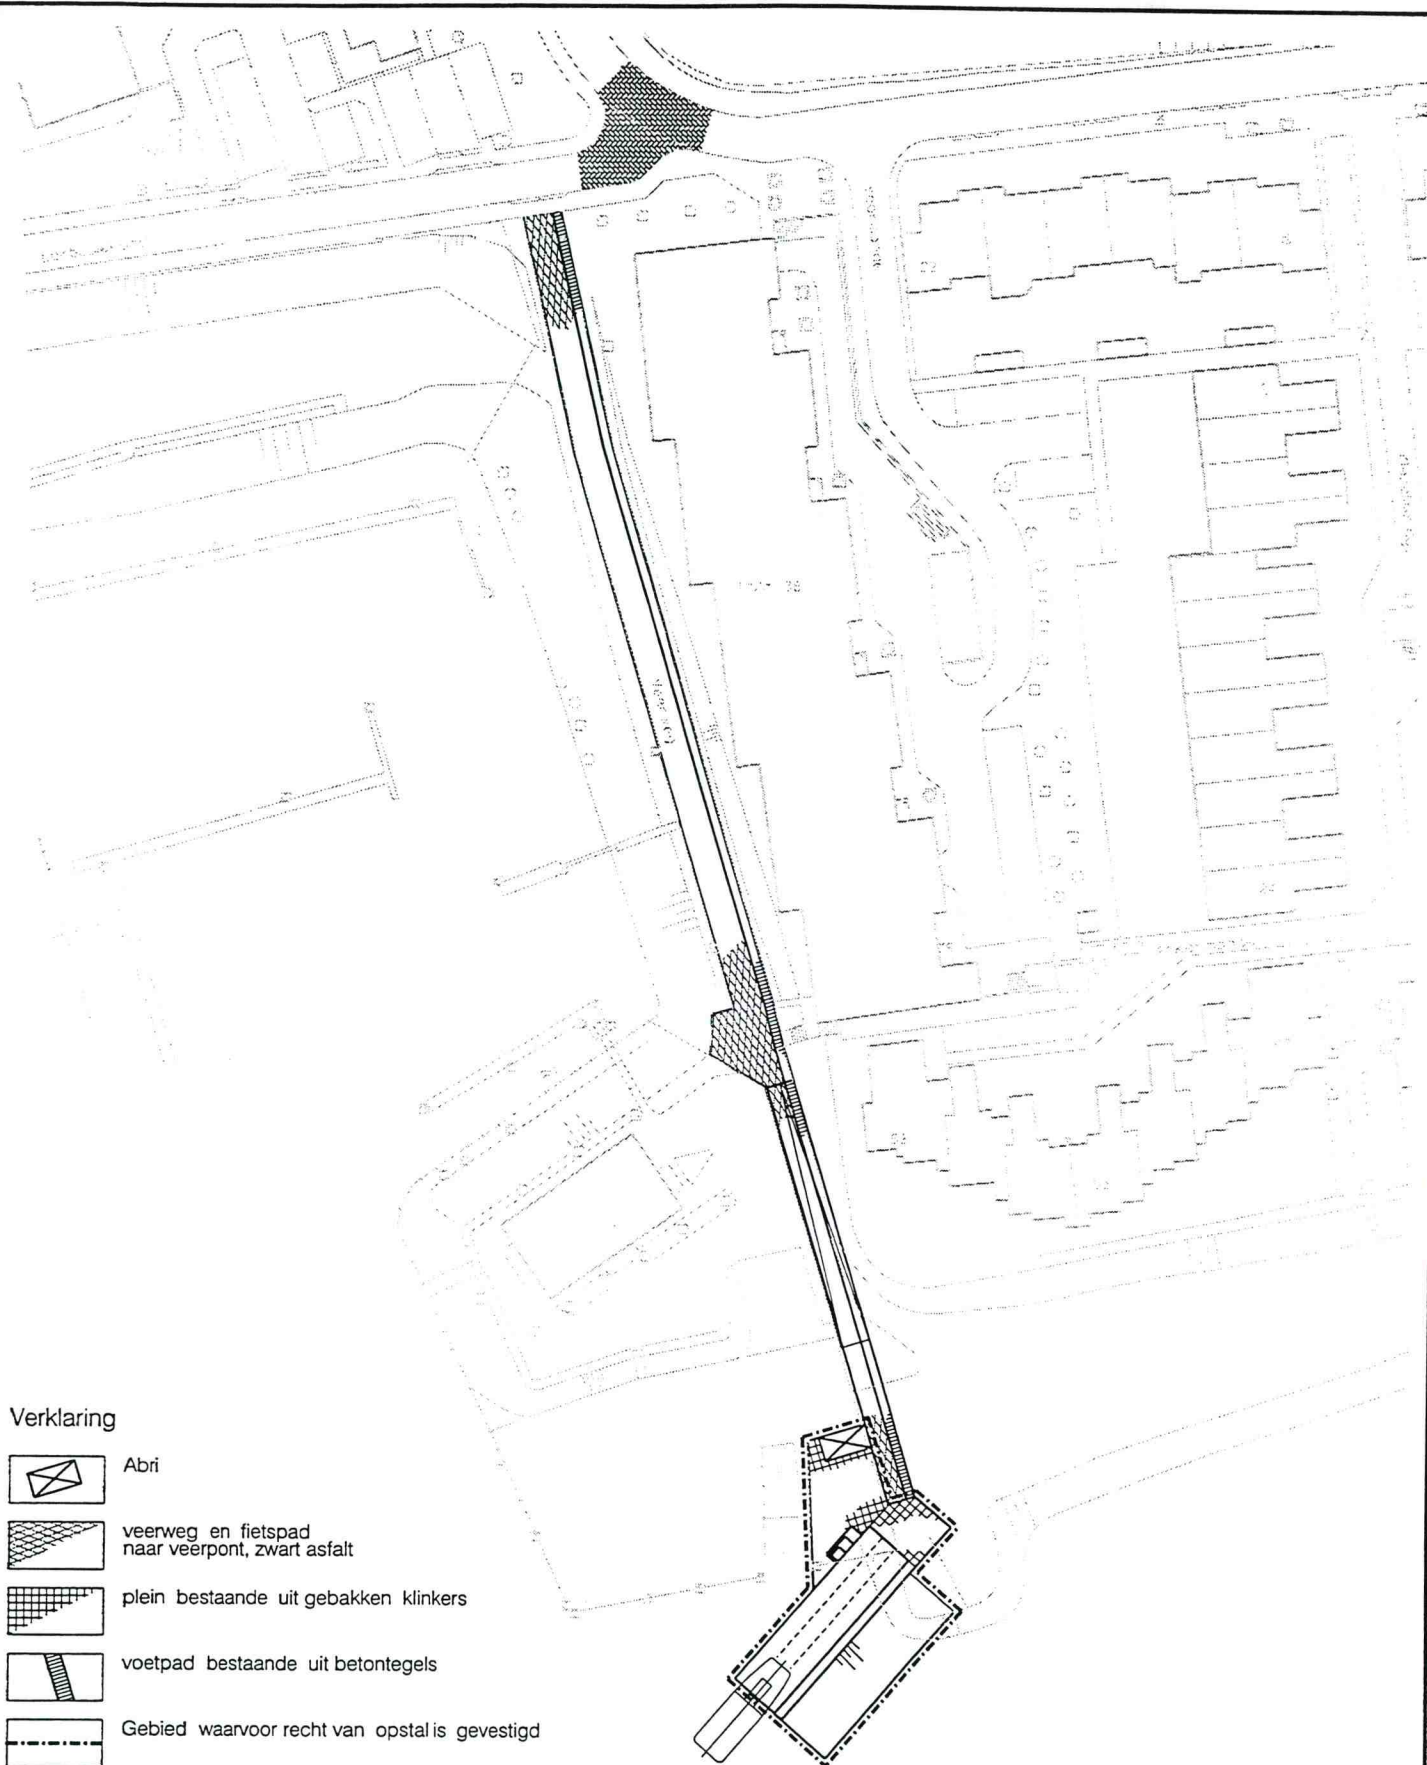 Verklaring
Abri
veerweg en fietspad
naar veerpont, zwart asfalt
plein bestaande uit gebakken klinkers
voetpad bestaande uit betontegels
Gebied waarvoor recht van opstal is gevestigd